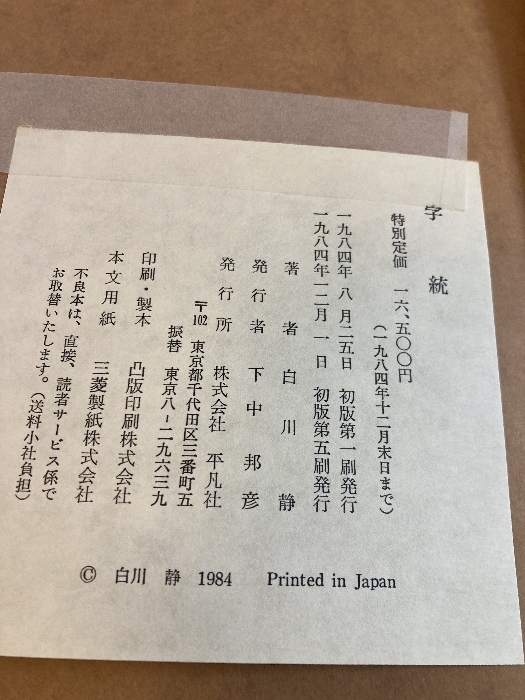 字統
特別定価 一六、五〇〇円
(一九八四年十二月末日まで)
一九八四年 八月二五日 初版第一刷発行
一九八四年一二月 一日 初版第五刷発行
著者 白川静
発行者 下中邦彦
発行所 株式会社 平凡社
〒102 東京都千代田区三番町五
振替 東京八-二九六三九
印刷・製本 凸版印刷株式会社
本文用紙 三菱製紙株式会社
不良本は、直接、読者サービス係で
お取替いたします。(送料小社負担)
© 白川 静 1984 Printed in Japan